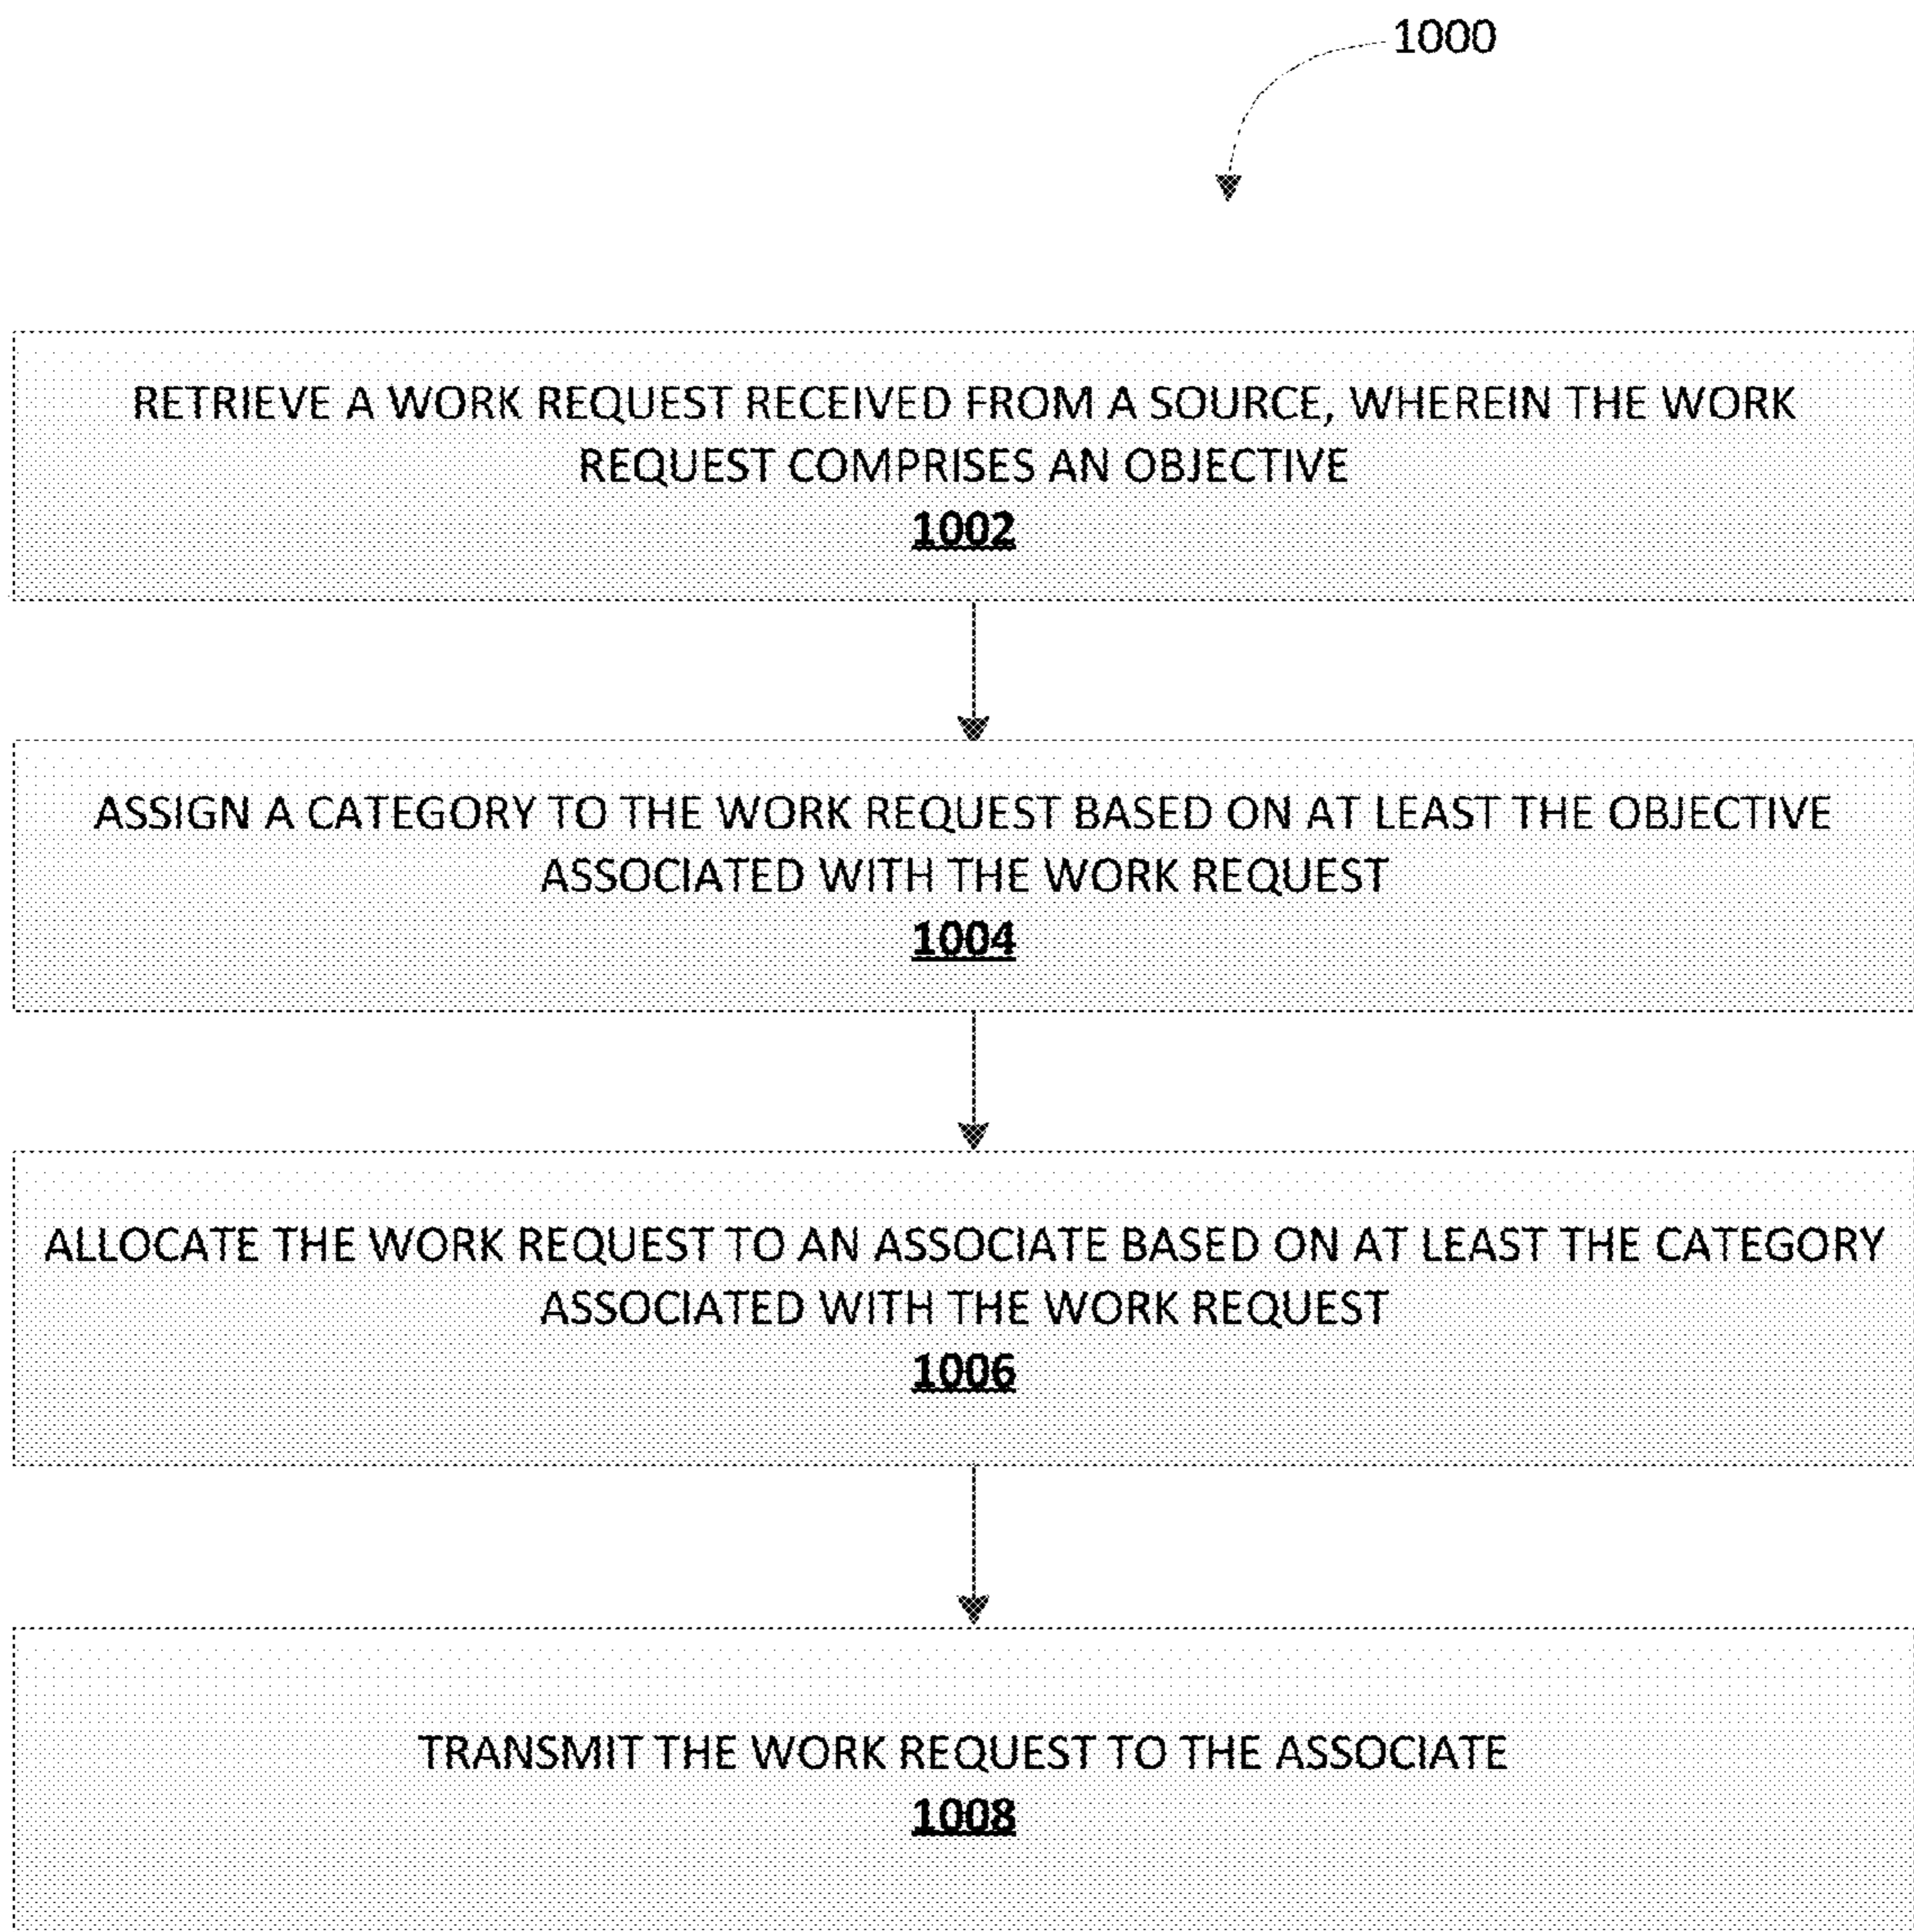 1000
RETRIEVE A WORK REQUEST RECEIVED FROM A SOURCE, WHEREIN THE WORK
REQUEST COMPRISES AN OBJECTIVE
1002
ASSIGN A CATEGORY TO THE WORK REQUEST BASED ON AT LEAST THE OBJECTIVE
ASSOCIATED WITH THE WORK REQUEST
1004
ALLOCATE THE WORK REQUEST TO AN ASSOCIATE BASED ON AT LEAST THE CATEGORY
ASSOCIATED WITH THE WORK REQUEST
1006
TRANSMIT THE WORK REQUEST TO THE ASSOCIATE
1008